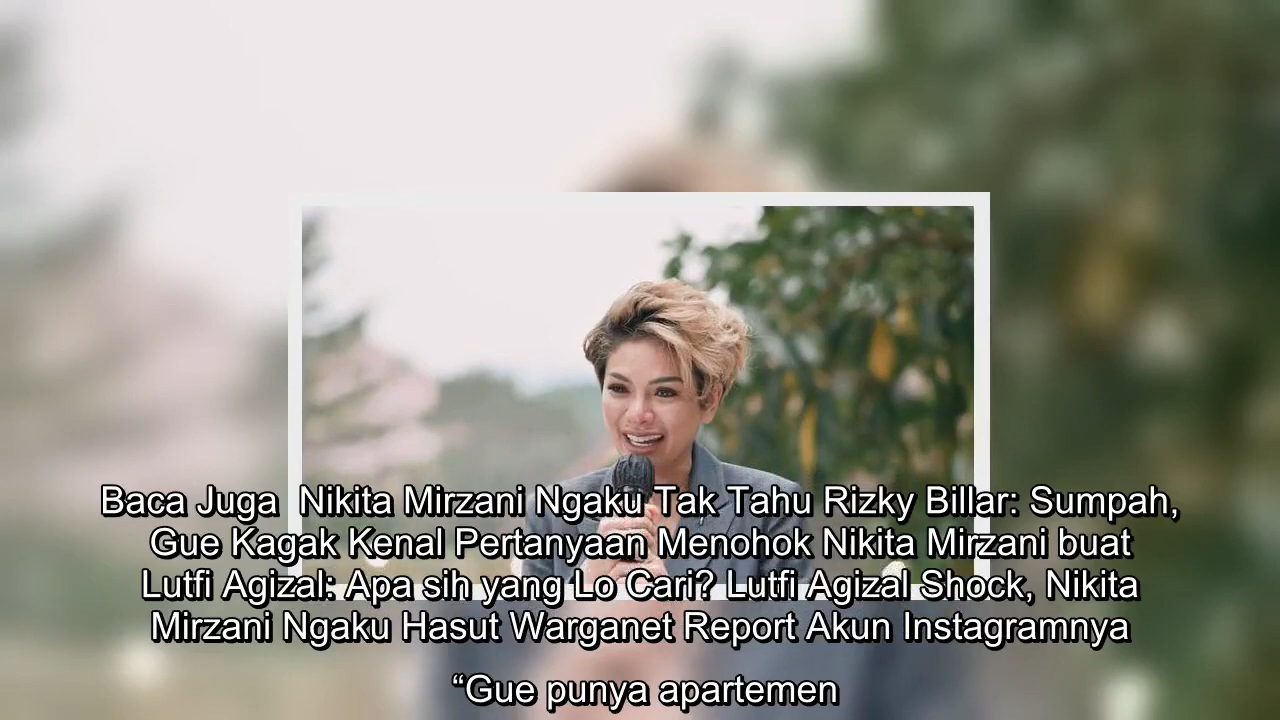 Baca Juga  Nikita Mirzani Ngaku Tak Tahu Rizky Billar: Sumpah,
Gue Kagak Kenal Pertanyaan Menohok Nikita Mirzani buat
Lutfi Agizal: Apa sih yang Lo Cari? Lutfi Agizal Shock, Nikita
Mirzani Ngaku Hasut Warganet Report Akun Instagramnya
“Gue punya apartemen